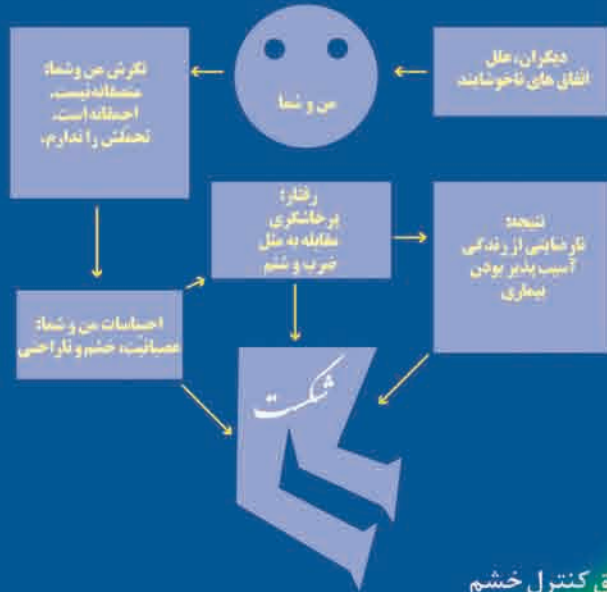 دیگران، علل
اتفاق های ناخوشایند
من و شما
نگرش من وشما:
منصفانه نیست.
احمقانه است.
تحملش را ندارم.
احساسات من و شما:
عصبانیت، خشم و ناراحتی
رفتار:
پرخاشگری
مقابله به مثل
ضرب و شتم
نتیجه:
نارضایتی از زندگی
آسیب پذیر بودن
بیماری
شکست
کنترل خشم